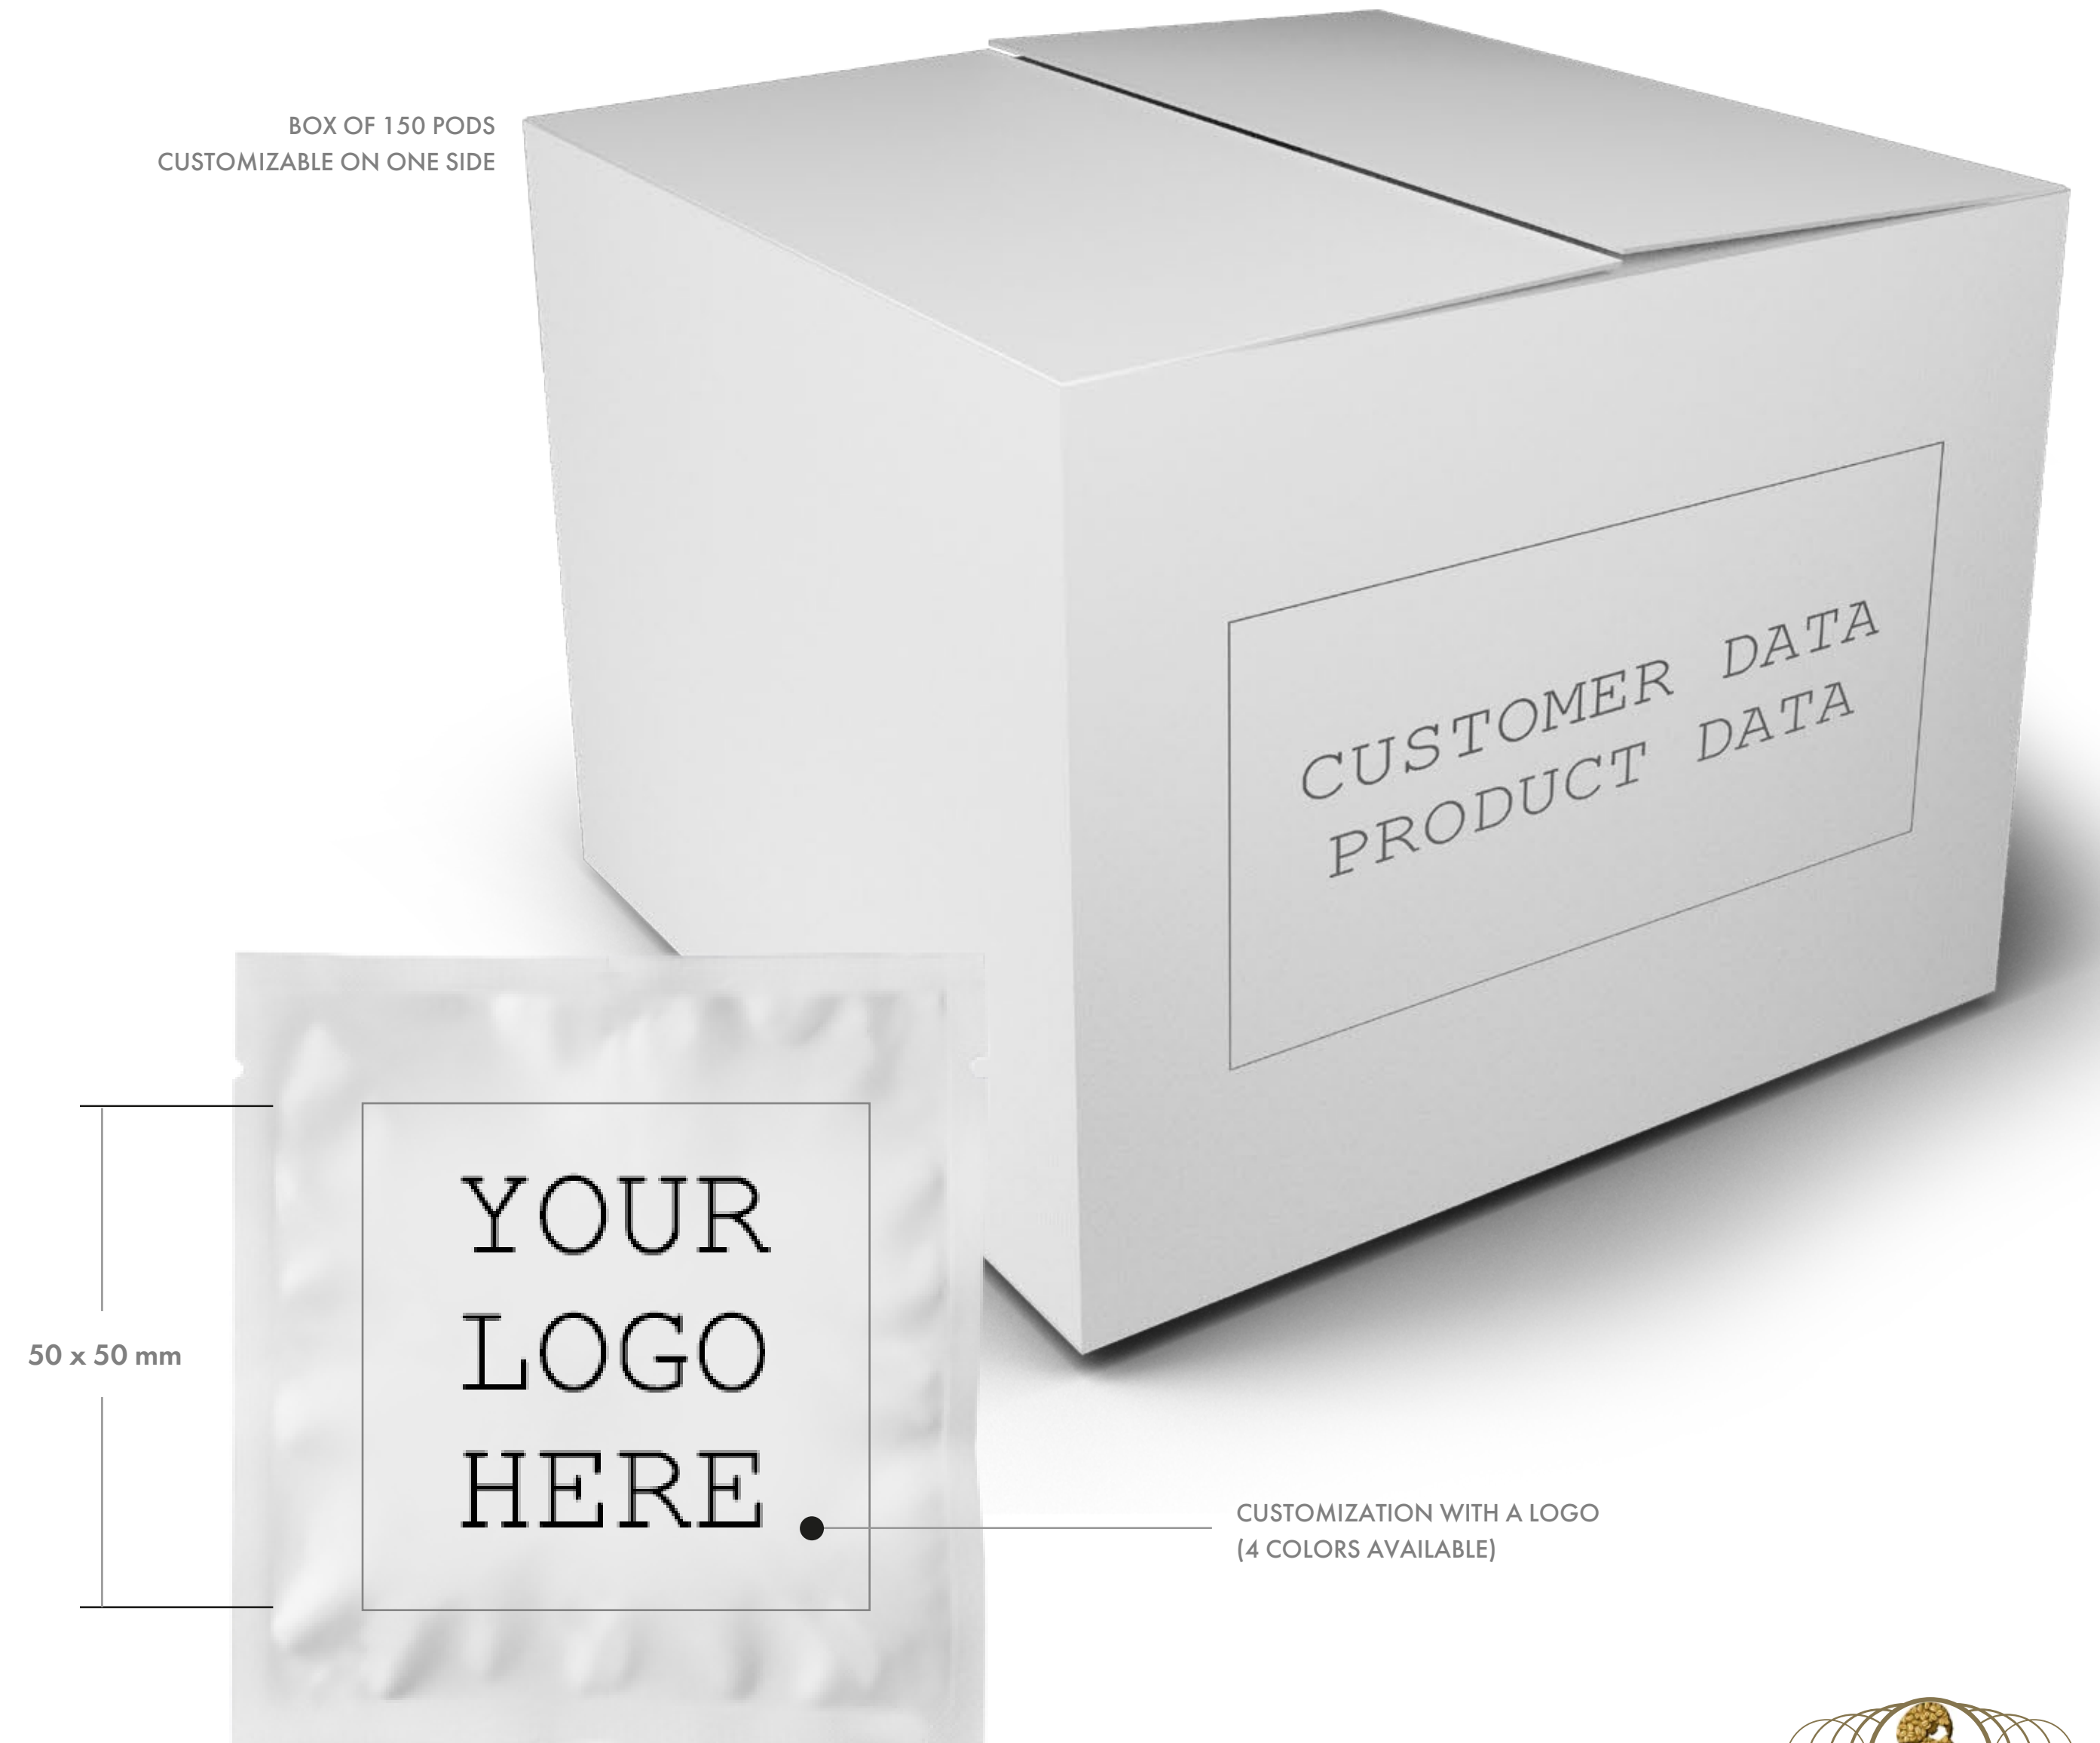 BOX OF 150 PODS
CUSTOMIZABLE ON ONE SIDE
CUSTOMER DATA
PRODUCT DATA
YOUR
LOGO
HERE.
50 x 50 mm
CUSTOMIZATION WITH A LOGO
(4 COLORS AVAILABLE)